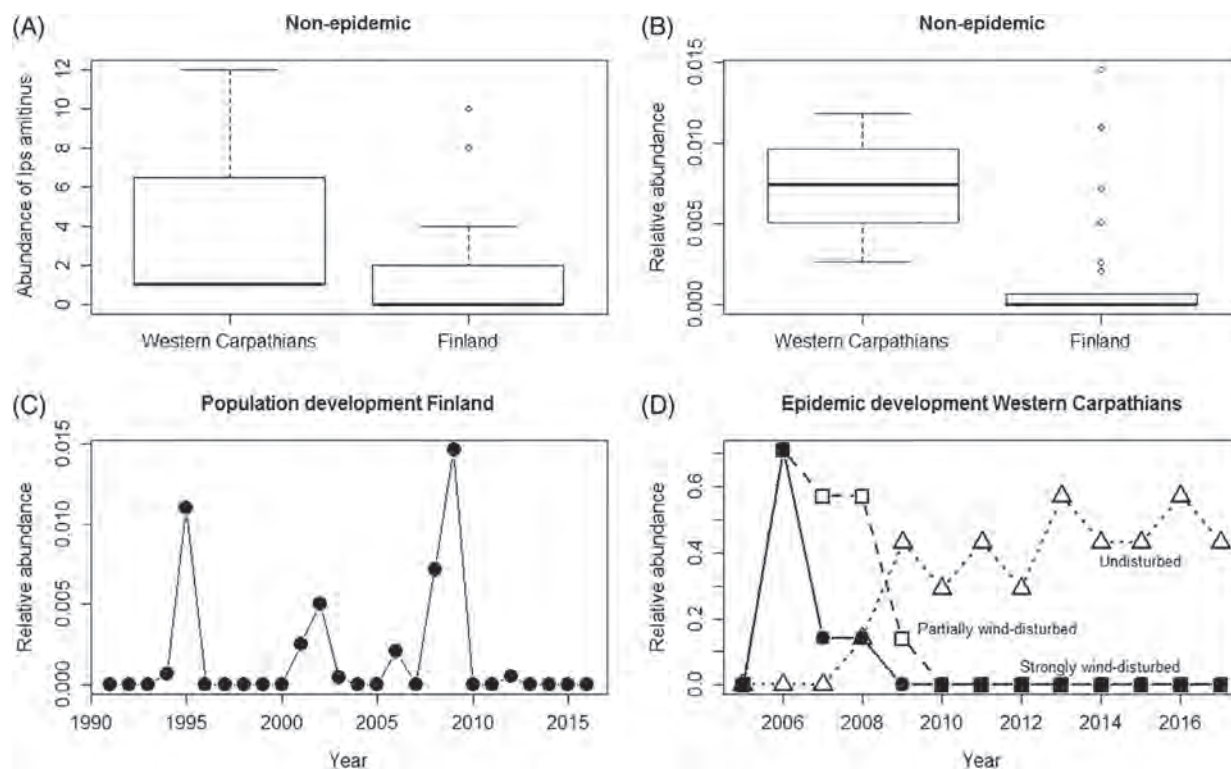 (A)
Non-epidemic
Abundance of Ips amitinus
12
10
8
6
4
2
0
Western Carpathians
Finland
(B)
Non-epidemic
Relative abundance
0.015
0.010
0.005
0.000
Western Carpathians
Finland
(C)
Population development Finland
Relative abundance
0.015
0.010
0.005
0.000
1990
1995
2000
2005
2010
2015
Year
(D)
Epidemic development Western Carpathians
Relative abundance
0.6
0.4
0.2
0.0
Undisturbed
Partially wind-disturbed
Strongly wind-disturbed
2006
2008
2010
2012
2014
2016
Year